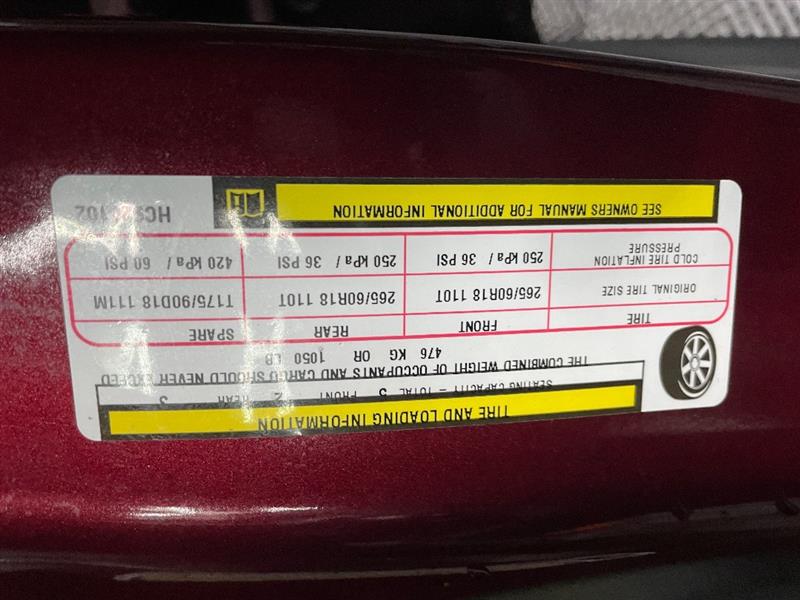 TIRE AND LOADING INFORMATION
SEATING CAPACITY – TOTAL 5 FRONT 2 REAR 3
THE COMBINED WEIGHT OF OCCUPANTS AND CARGO SHOULD NEVER EXCEED
476 KG OR 1050 LB
TIRE FRONT REAR SPARE
ORIGINAL TIRE SIZE 265/60R18 110T 265/60R18 110T T175/90D18 111M
COLD TIRE INFLATION PRESSURE 250 kPa / 36 PSI 250 kPa / 36 PSI 420 kPa / 60 PSI
SEE OWNERS MANUAL FOR ADDITIONAL INFORMATION